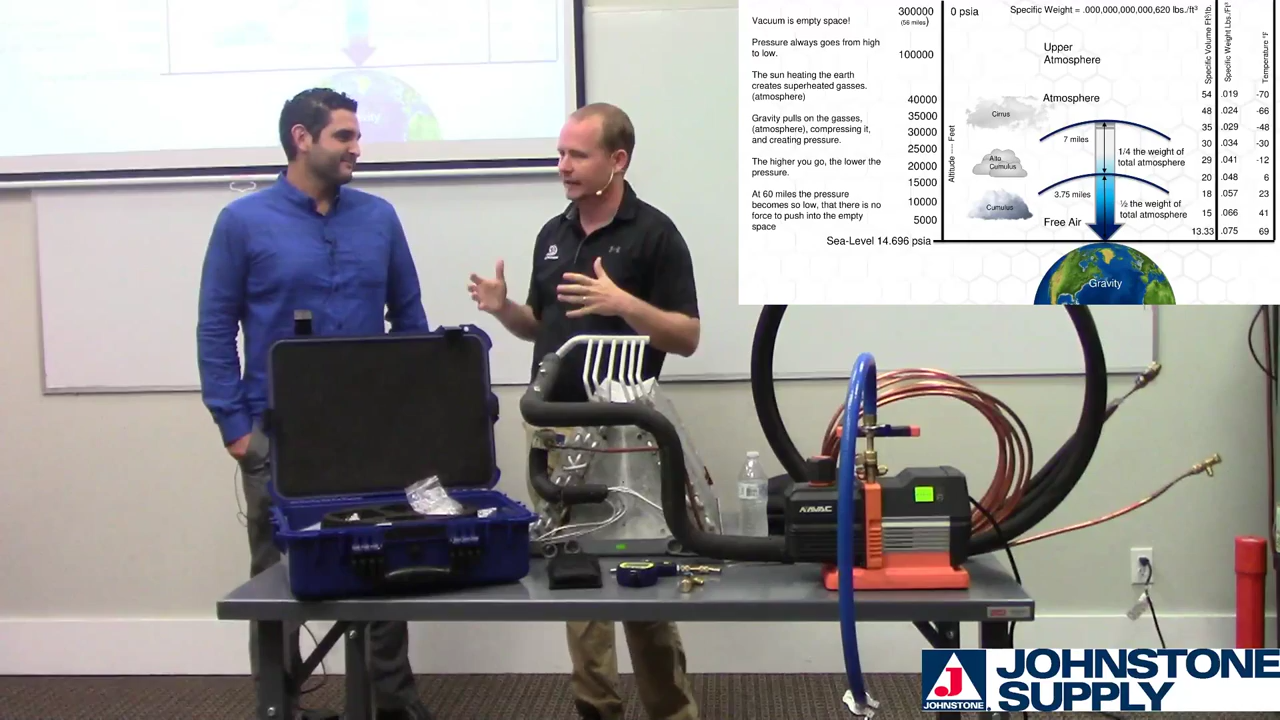 Vacuum is empty space!
Pressure always goes from high
to low.
The sun heating the earth
creates superheated gasses.
(atmosphere)
Gravity pulls on the gasses,
(atmosphere), compressing it,
and creating pressure.
The higher you go, the lower the
pressure.
At 60 miles the pressure
becomes so low, that there is no
force to push into the empty
space
300000
(56 miles)
100000
40000
35000
30000
25000
20000
15000
10000
5000
Sea-Level 14.696 psia
Altitude ---- Feet
0 psia
Specific Weight = .000,000,000,000,620 lbs./ft³
Upper
Atmosphere
Atmosphere
Cirrus
7 miles
1/4 the weight of
total atmosphere
Alto
Cumulus
3.75 miles
½ the weight of
total atmosphere
Cumulus
Free Air
Gravity
Specific Volume Ft³/lb.
Specific Weight Lbs./Ft³
Temperature °F
54 .019 -70
48 .024 -66
35 .029 -48
30 .034 -30
29 .041 -12
20 .048 6
18 .057 23
15 .066 41
13.33 .075 69
J
JOHNSTONE
JOHNSTONE
SUPPLY